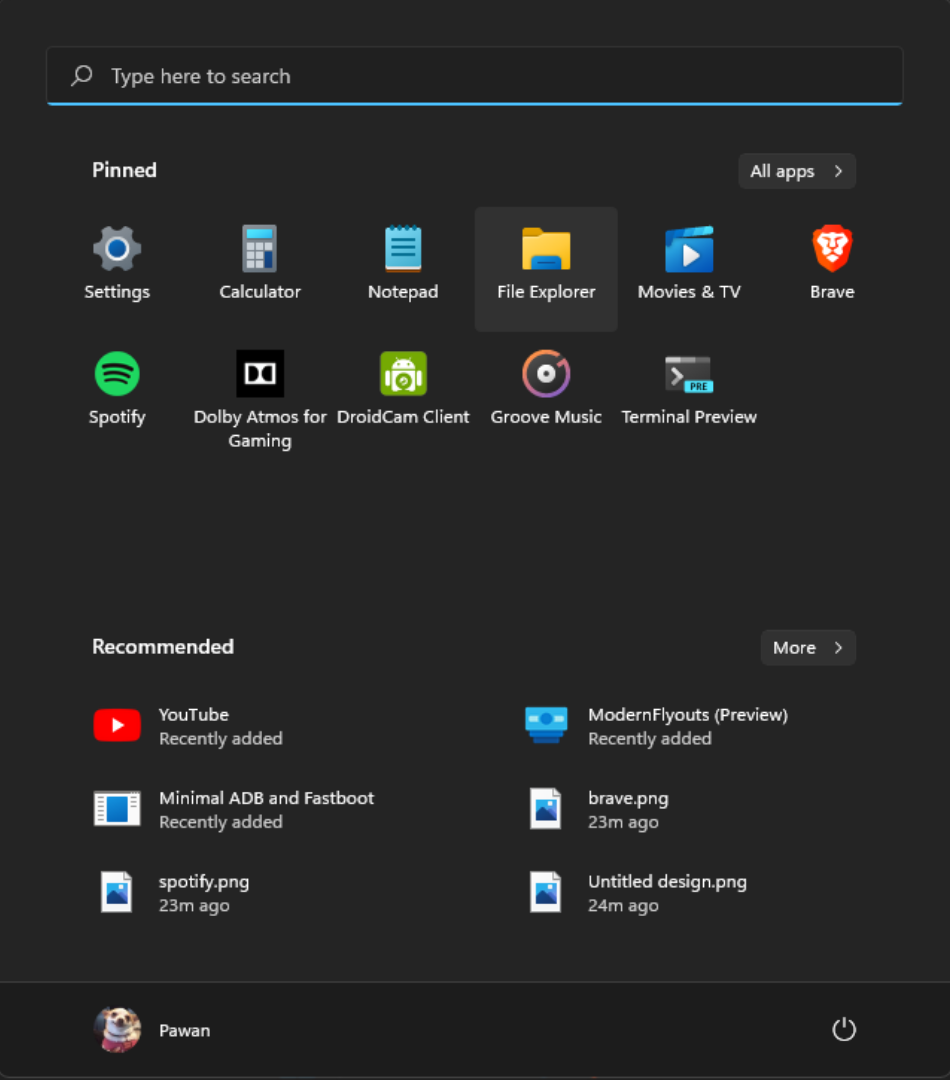 Type here to search
Pinned
All apps
Settings
Calculator
Notepad
File Explorer
Movies & TV
Brave
Spotify
Dolby Atmos for
Gaming
DroidCam Client
Groove Music
PRE
Terminal Preview
Recommended
More
YouTube
Recently added
ModernFlyouts (Preview)
Recently added
Minimal ADB and Fastboot
Recently added
brave.png
23m ago
spotify.png
23m ago
Untitled design.png
24m ago
Pawan